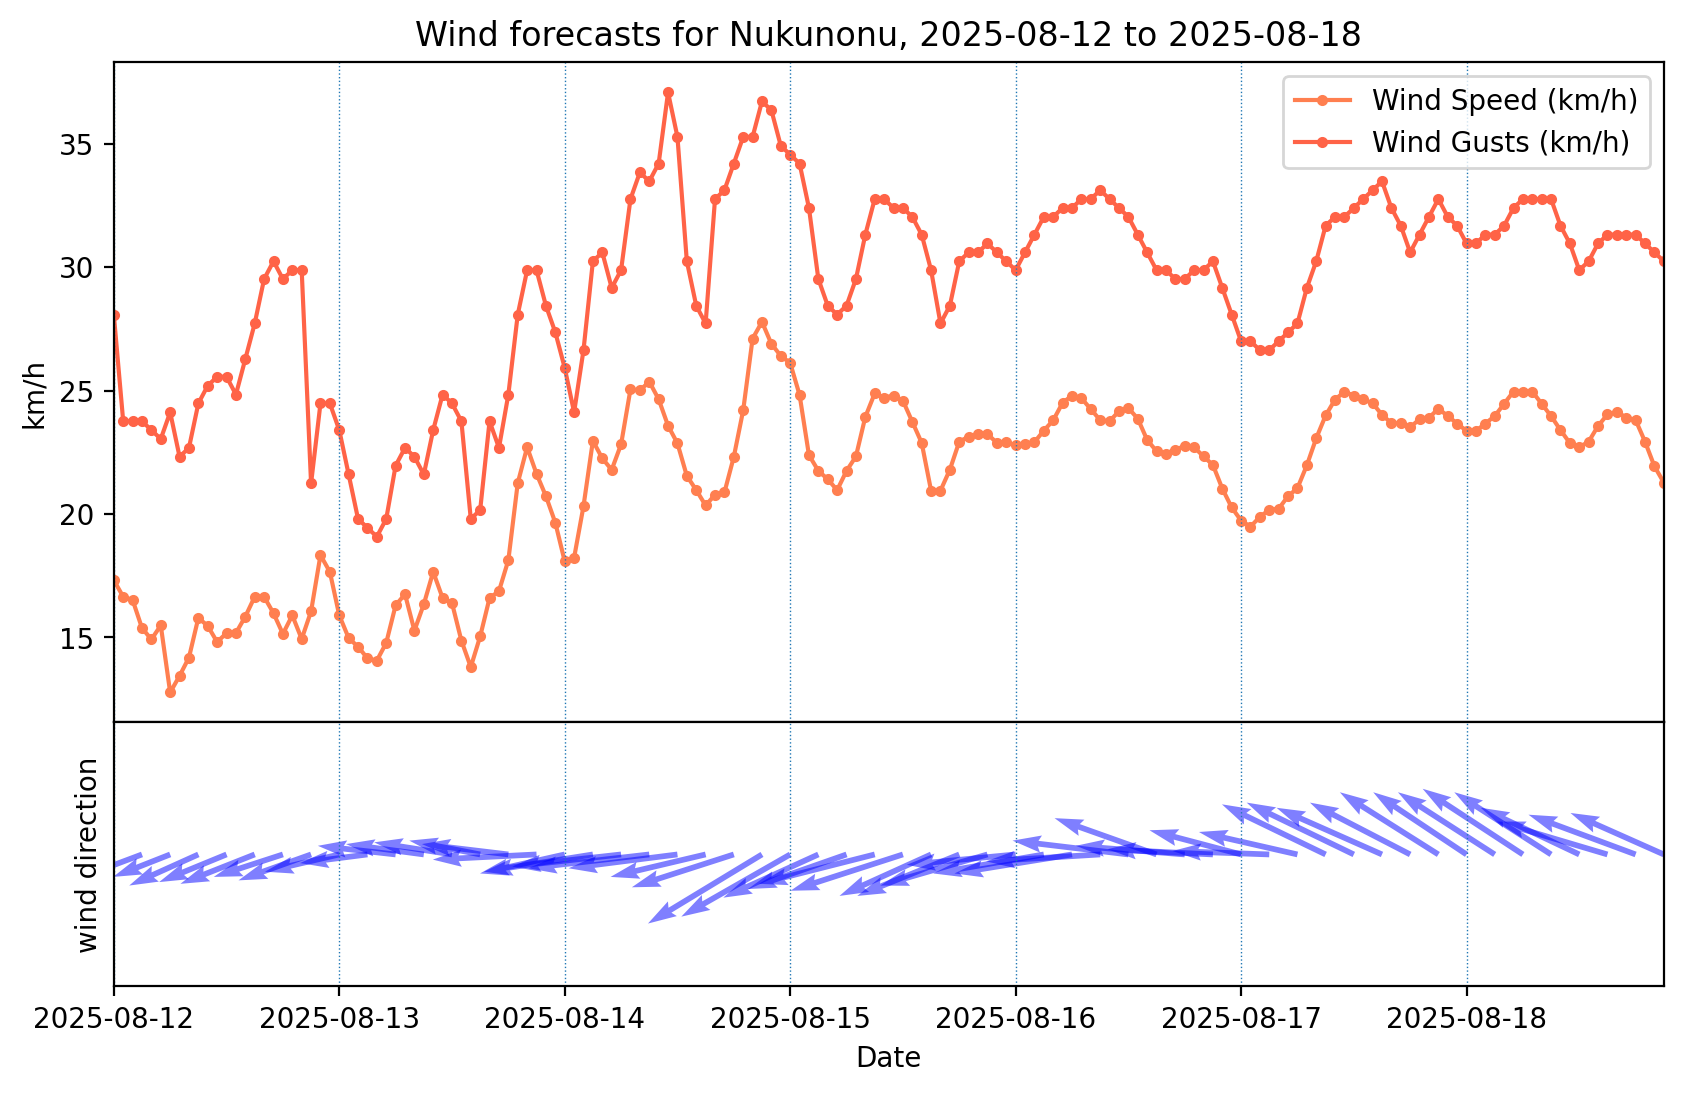 Wind forecasts for Nukunonu, 2025-08-12 to 2025-08-18
Wind Speed (km/h)
Wind Gusts (km/h)
35
30
25
20
15
km/h
wind direction
2025-08-12
2025-08-13
2025-08-14
2025-08-15
2025-08-16
2025-08-17
2025-08-18
Date